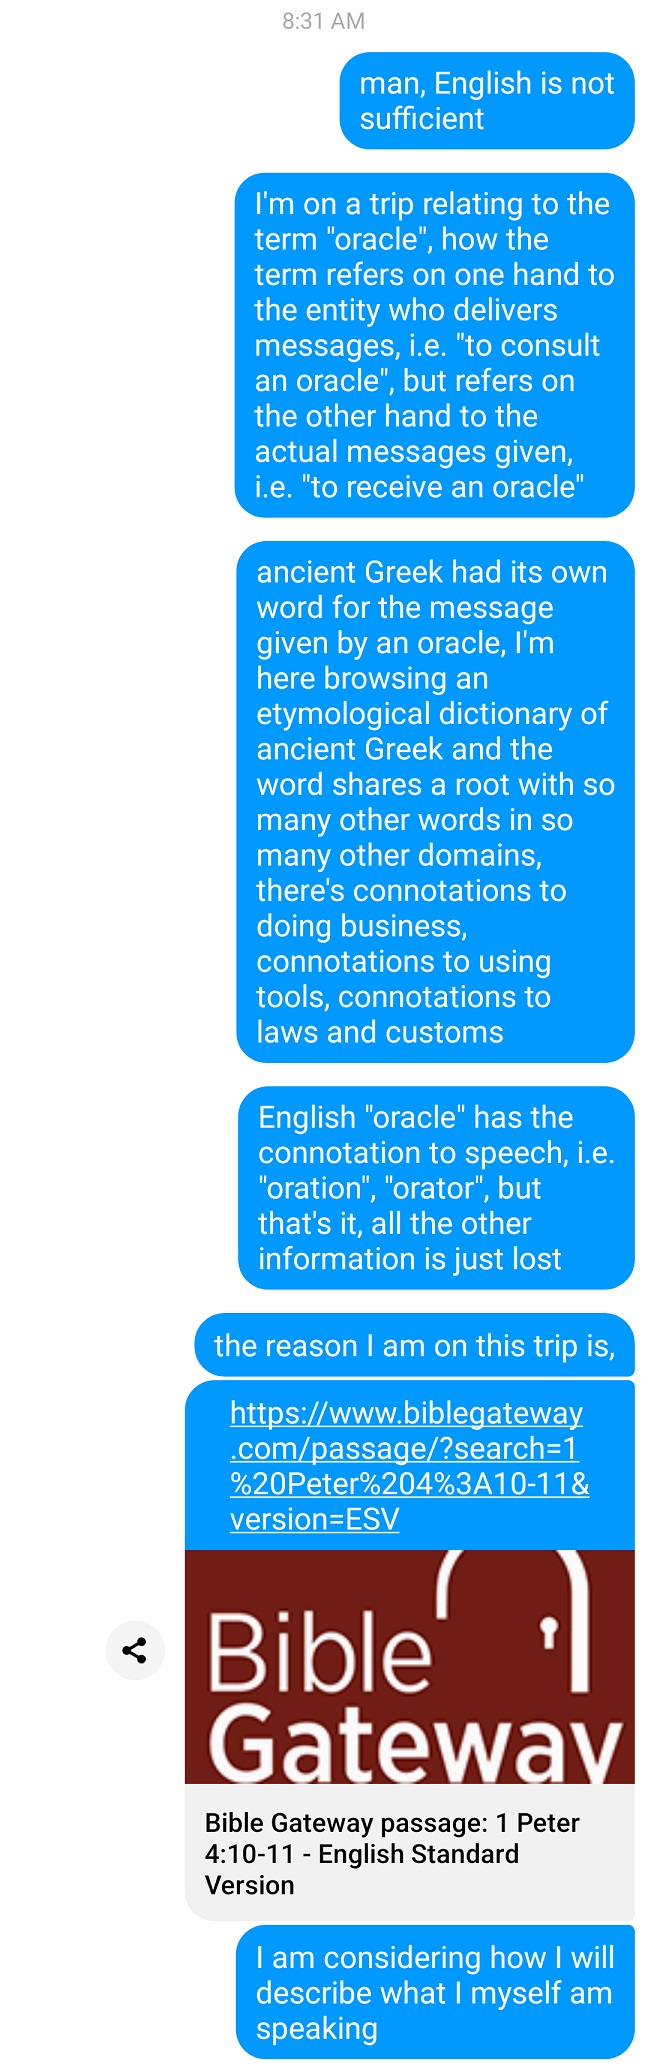 8:31 AM
man, English is not
sufficient
I'm on a trip relating to the
term "oracle", how the
term refers on one hand to
the entity who delivers
messages, i.e. "to consult
an oracle", but refers on
the other hand to the
actual messages given,
i.e. "to receive an oracle"
ancient Greek had its own
word for the message
given by an oracle, I'm
here browsing an
etymological dictionary of
ancient Greek and the
word shares a root with so
many other words in so
many other domains,
there's connotations to
doing business,
connotations to using
tools, connotations to
laws and customs
English "oracle" has the
connotation to speech, i.e.
"oration", "orator", but
that's it, all the other
information is just lost
the reason I am on this trip is,
https://www.biblegateway
.com/passage/?search=1
%20Peter%204%3A10-11&
version=ESV
Bible
Gateway
Bible Gateway passage: 1 Peter
4:10-11 - English Standard
Version
I am considering how I will
describe what I myself am
speaking